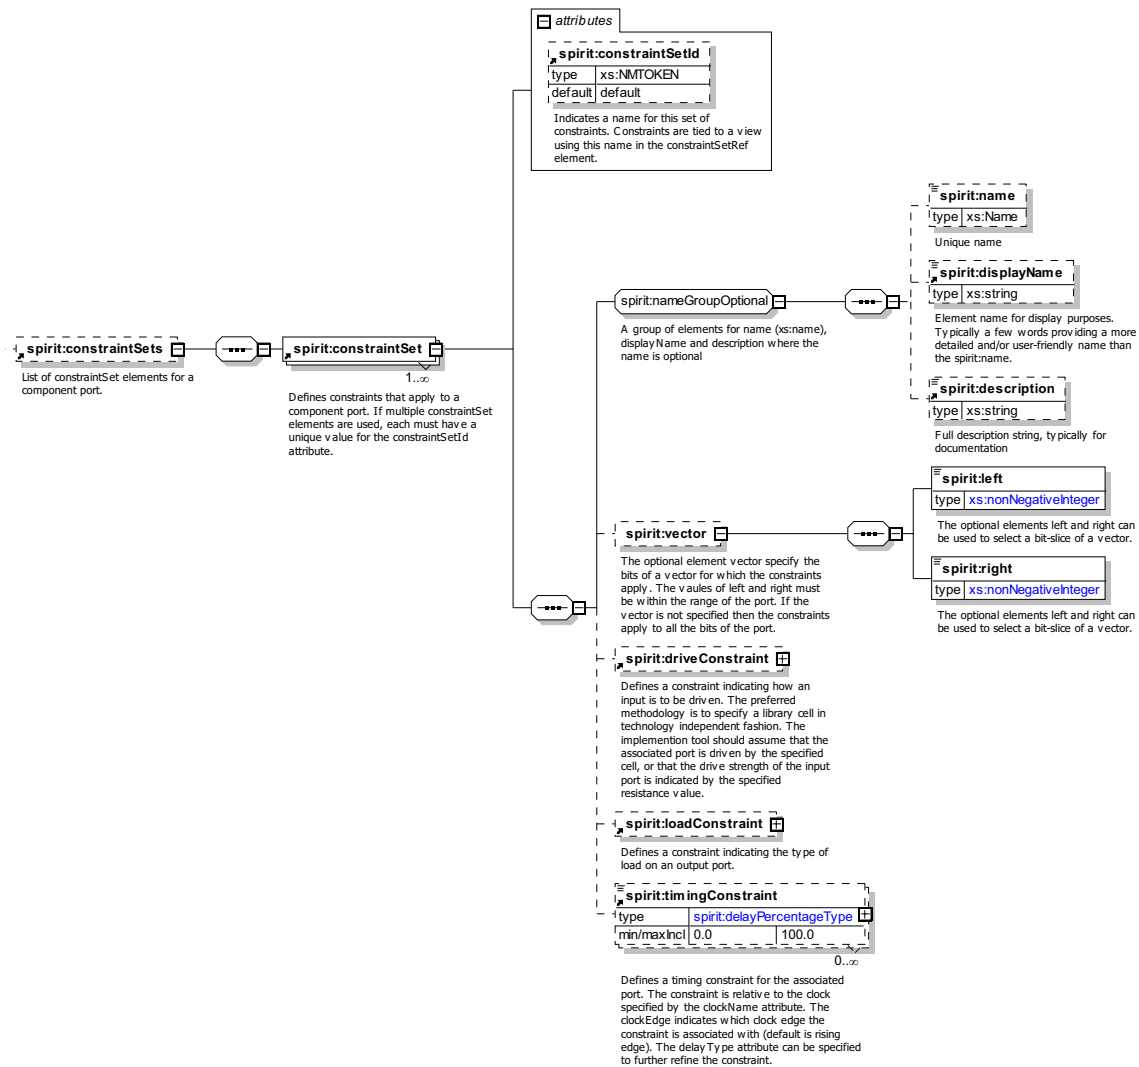 attributes
spirit:constraintSetId
type xs:NMTOKEN
default default
Indicates a name for this set of
constraints. Constraints are tied to a view
using this name in the constraintSetRef
element.
spirit:constraintSets
List of constraintSet elements for a
component port.
spirit:constraintSet
1..∞
Defines constraints that apply to a
component port. If multiple constraintSet
elements are used, each must have a
unique value for the constraintSetId
attribute.
spirit:nameGroupOptional
A group of elements for name (xs:name),
displayName and description where the
name is optional
spirit:name
type xs:Name
Unique name
spirit:displayName
type xs:string
Element name for display purposes.
Typically a few words providing a more
detailed and/or user-friendly name than
the spirit:name.
spirit:description
type xs:string
Full description string, typically for
documentation
spirit:vector
The optional element vector specify the
bits of a vector for which the constraints
apply. The vaules of left and right must
be within the range of the port. If the
vector is not specified then the constraints
apply to all the bits of the port.
spirit:left
type xs:nonNegativeInteger
The optional elements left and right can
be used to select a bit-slice of a vector.
spirit:right
type xs:nonNegativeInteger
The optional elements left and right can
be used to select a bit-slice of a vector.
spirit:driveConstraint
Defines a constraint indicating how an
input is to be driven. The preferred
methodology is to specify a library cell in
technology independent fashion. The
implemention tool should assume that the
associated port is driven by the specified
cell, or that the drive strength of the input
port is indicated by the specified
resistance value.
spirit:loadConstraint
Defines a constraint indicating the type of
load on an output port.
spirit:timingConstraint
type spirit:delayPercentageType
min/maxIncl 0.0 100.0
0..∞
Defines a timing constraint for the associated
port. The constraint is relative to the clock
specified by the clockName attribute. The
clockEdge indicates which clock edge the
constraint is associated with (default is rising
edge). The delayType attribute can be specified
to further refine the constraint.